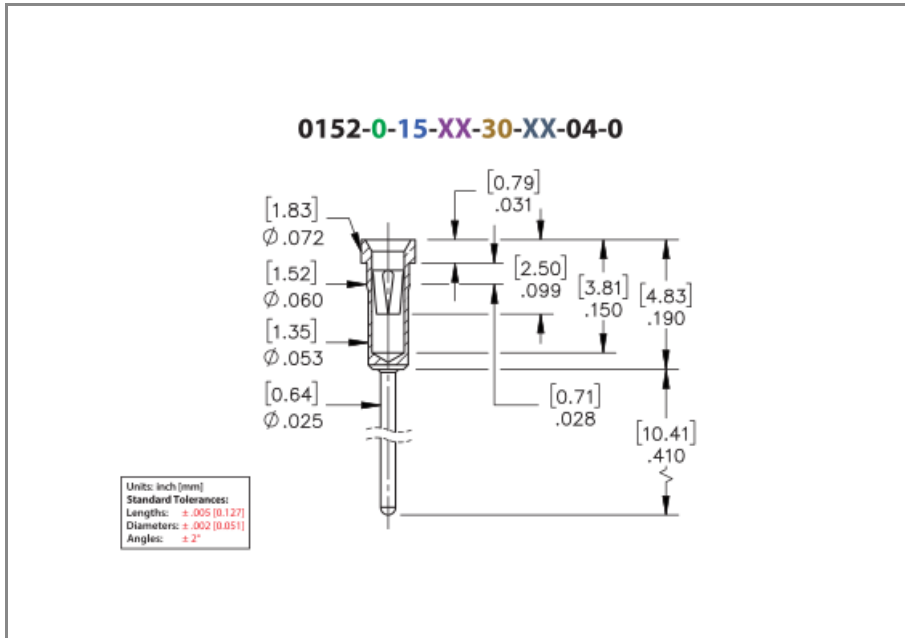 0152-0-15-XX-30-XX-04-0
[0.79]
.031
[1.83]
Ø.072
[1.52]
Ø.060
[2.50]
.099
[3.81]
.150
[4.83]
.190
[1.35]
Ø.053
[0.64]
Ø.025
[0.71]
.028
[10.41]
.410
Units: inch [mm]
Standard Tolerances:
Lengths: ± .005 [0.127]
Diameters: ± .002 [0.051]
Angles: ± 2°